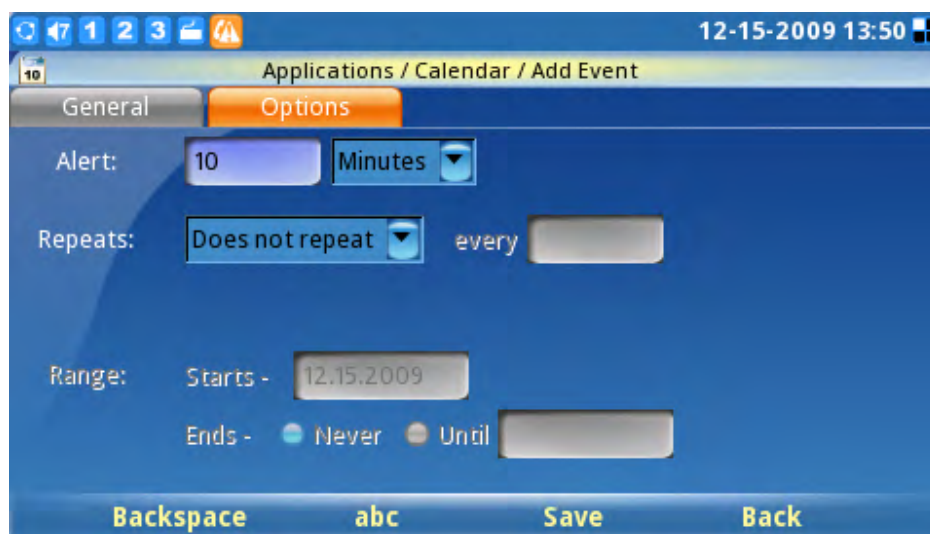 7 1 2 3 12-15-2009 13:50
10 Applications / Calendar / Add Event
General Options
Alert: 10 Minutes
Repeats: Does not repeat every
Range: Starts - 12.15.2009
Ends - Never Until
Backspace abc Save Back